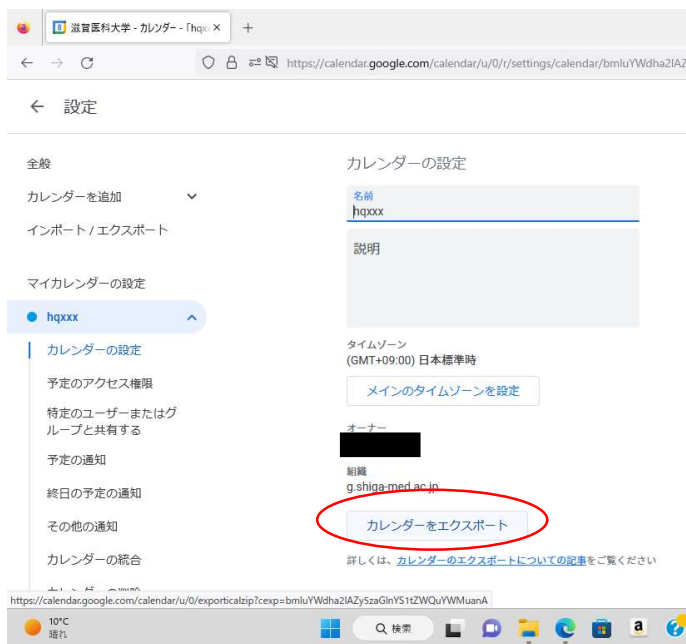 滋賀医科大学 - カレンダー - 「hqx
https://calendar.google.com/calendar/u/0/r/settings/calendar/bmluYWdha2lAZ
設定
全般
カレンダーを追加
インポート / エクスポート
マイカレンダーの設定
hqxxx
カレンダーの設定
予定のアクセス権限
特定のユーザーまたはグ
ループと共有する
予定の通知
終日の予定の通知
その他の通知
カレンダーの統合
カレンダーの設定
名前
hqxxx
説明
タイムゾーン
(GMT+09:00) 日本標準時
メインのタイムゾーンを設定
オーナー
組織
g.shiga-med.ac.jp
カレンダーをエクスポート
詳しくは、カレンダーのエクスポートについての記事をご覧ください
https://calendar.google.com/calendar/u/0/exporticalzip?cexp=bmluYWdha2lAZy5zaGlnYS1tZWQuYWMuanA
10°C
晴れ
検索